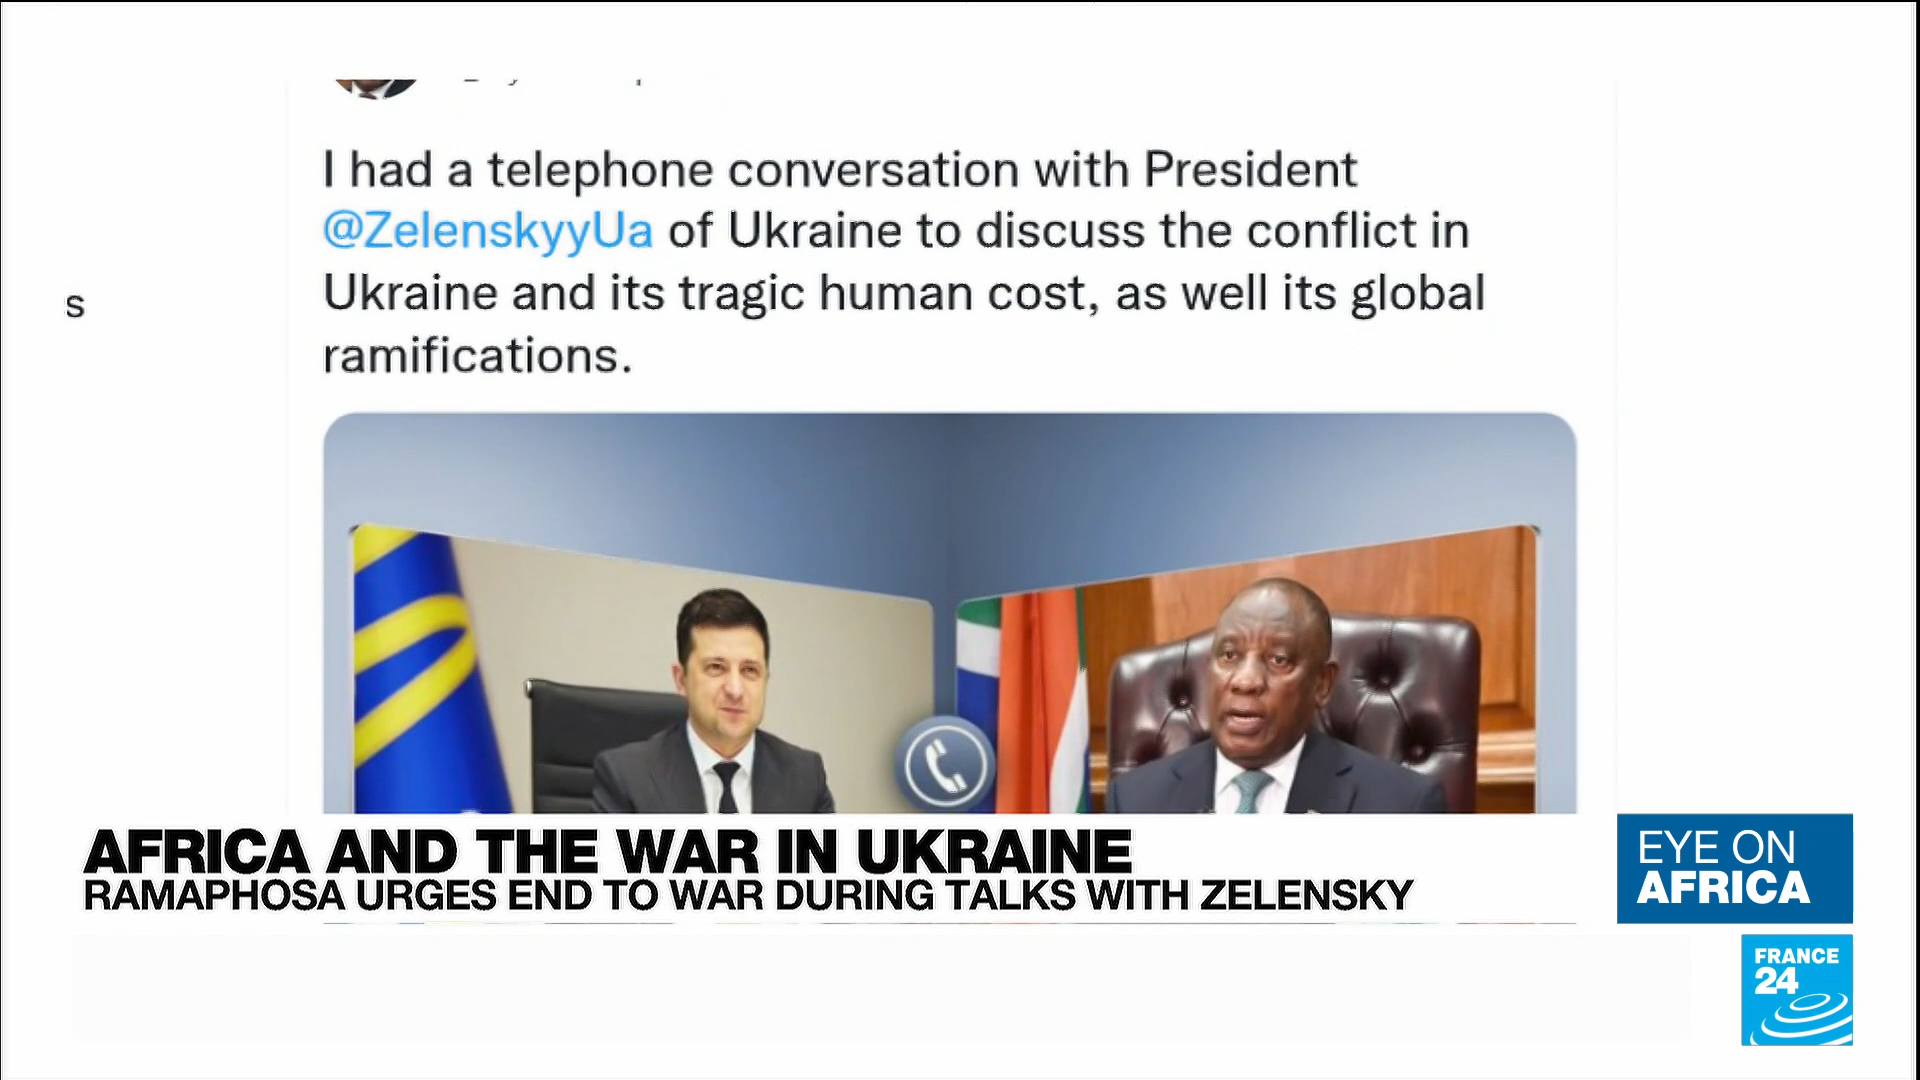 I had a telephone conversation with President
@ZelenskyyUa of Ukraine to discuss the conflict in
Ukraine and its tragic human cost, as well its global
ramifications.
s
AFRICA AND THE WAR IN UKRAINE
RAMAPHOSA URGES END TO WAR DURING TALKS WITH ZELENSKY
EYE ON
AFRICA
FRANCE
24